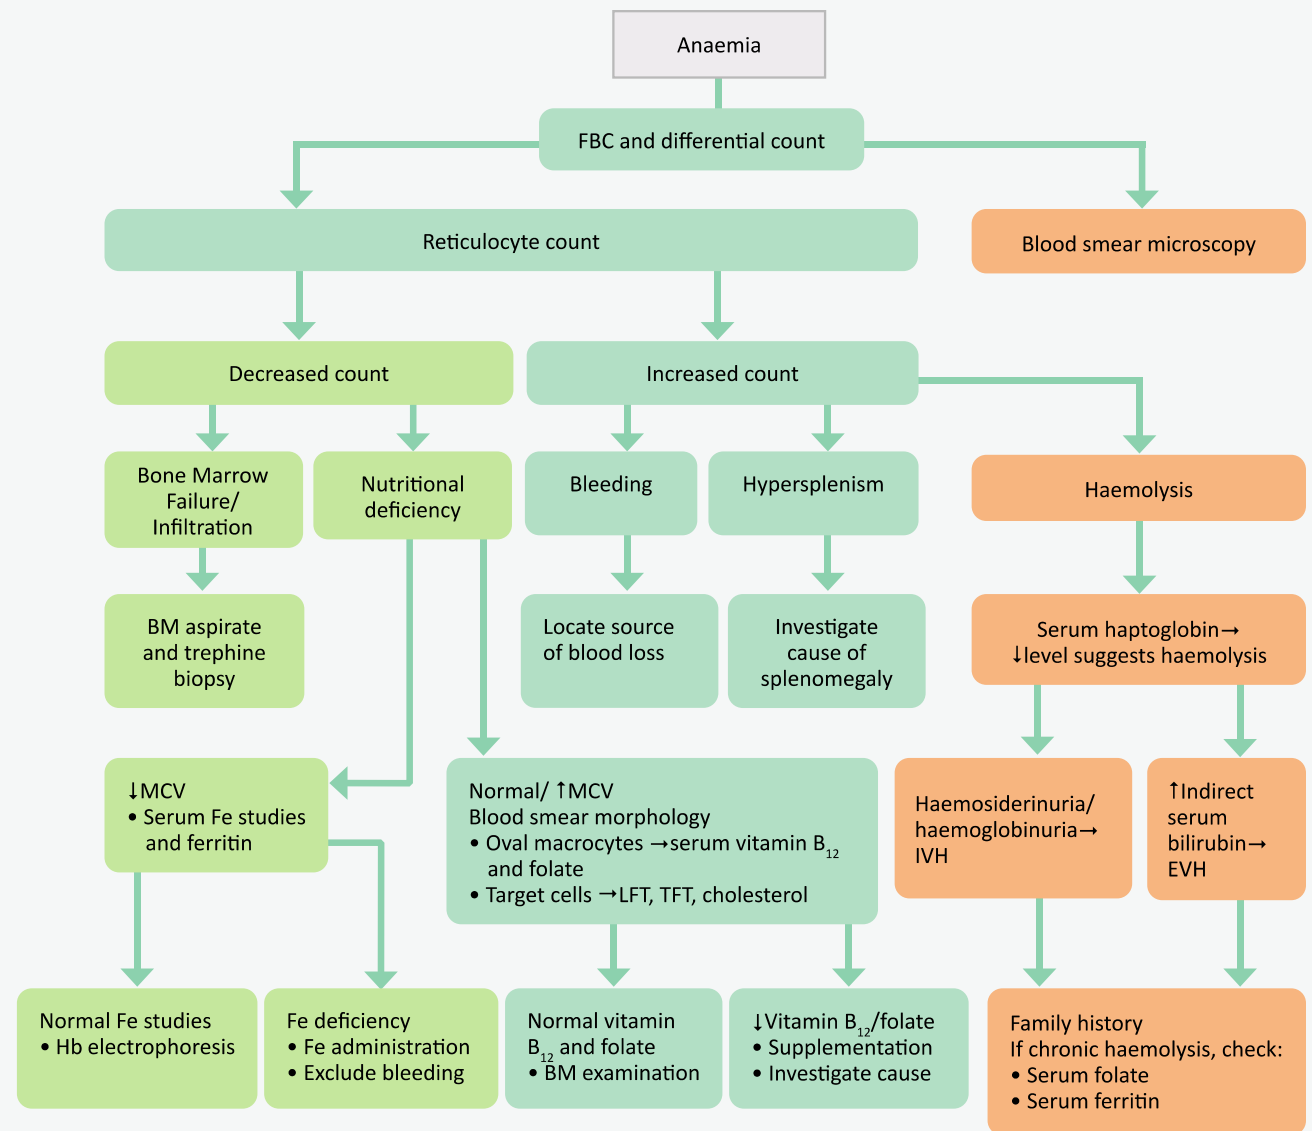 Anaemia
FBC and differential count
Reticulocyte count
Blood smear microscopy
Decreased count
Increased count
Bone Marrow
Failure/
Infiltration
Nutritional
deficiency
Bleeding
Hypersplenism
Haemolysis
BM aspirate
and trephine
biopsy
Locate source
of blood loss
Investigate
cause of
splenomegaly
Serum haptoglobin→
↓level suggests haemolysis
↓MCV
• Serum Fe studies
and ferritin
Normal/ ↑MCV
Blood smear morphology
• Oval macrocytes →serum vitamin B₁₂
and folate
• Target cells →LFT, TFT, cholesterol
Haemosiderinuria/
haemoglobinuria→
IVH
↑Indirect
serum
bilirubin→
EVH
Normal Fe studies
• Hb electrophoresis
Fe deficiency
• Fe administration
• Exclude bleeding
Normal vitamin
B₁₂ and folate
• BM examination
↓Vitamin B₁₂/folate
• Supplementation
• Investigate cause
Family history
If chronic haemolysis, check:
• Serum folate
• Serum ferritin